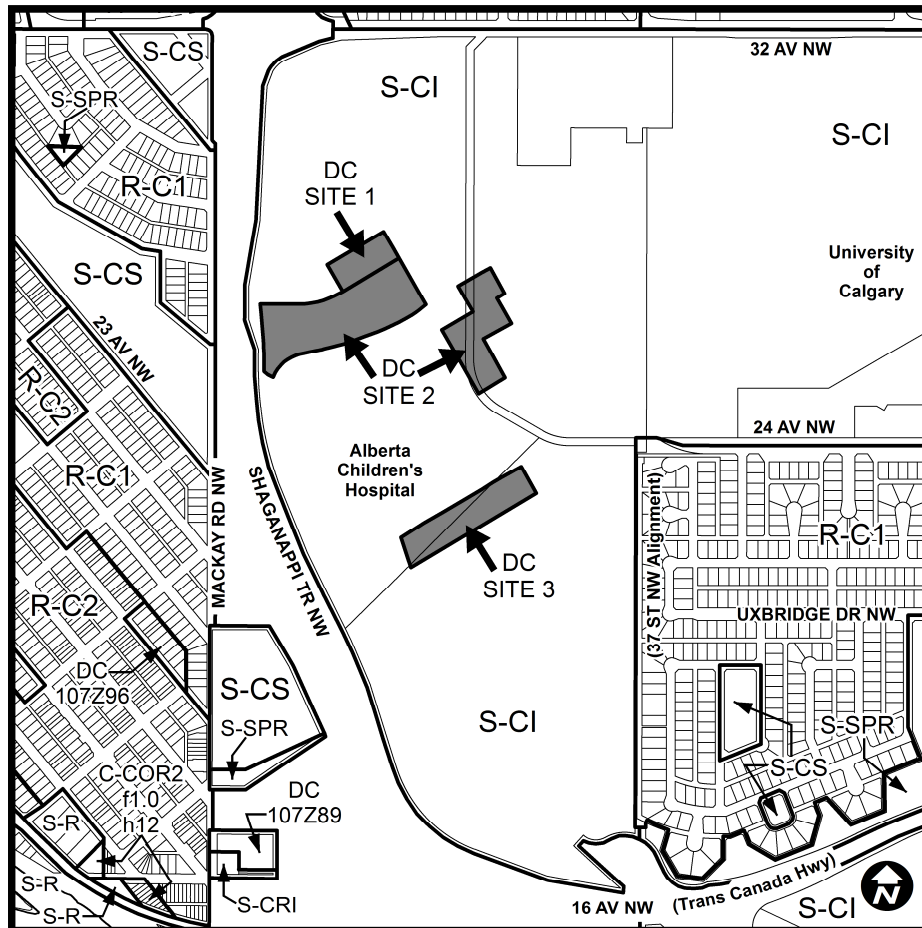 32 AV NW
S-CS
S-CI
S-SPR
S-CI
DC
SITE 1
R-C1
University
of
Calgary
S-CS
23 AV NW
DC
SITE 2
R-C2
24 AV NW
Alberta
Children's
Hospital
R-C1
MACKAY RD NW
SHAGANAPPI TR NW
(37 ST NW Alignment)
R-C1
DC
SITE 3
R-C2
UXBRIDGE DR NW
DC
107Z96
S-CS
S-CI
S-SPR
S-SPR
S-CS
C-COR2
f1.0
h12
DC
107Z89
S-R
S-R
S-R
S-CRI
16 AV NW
(Trans Canada Hwy)
S-CI
N